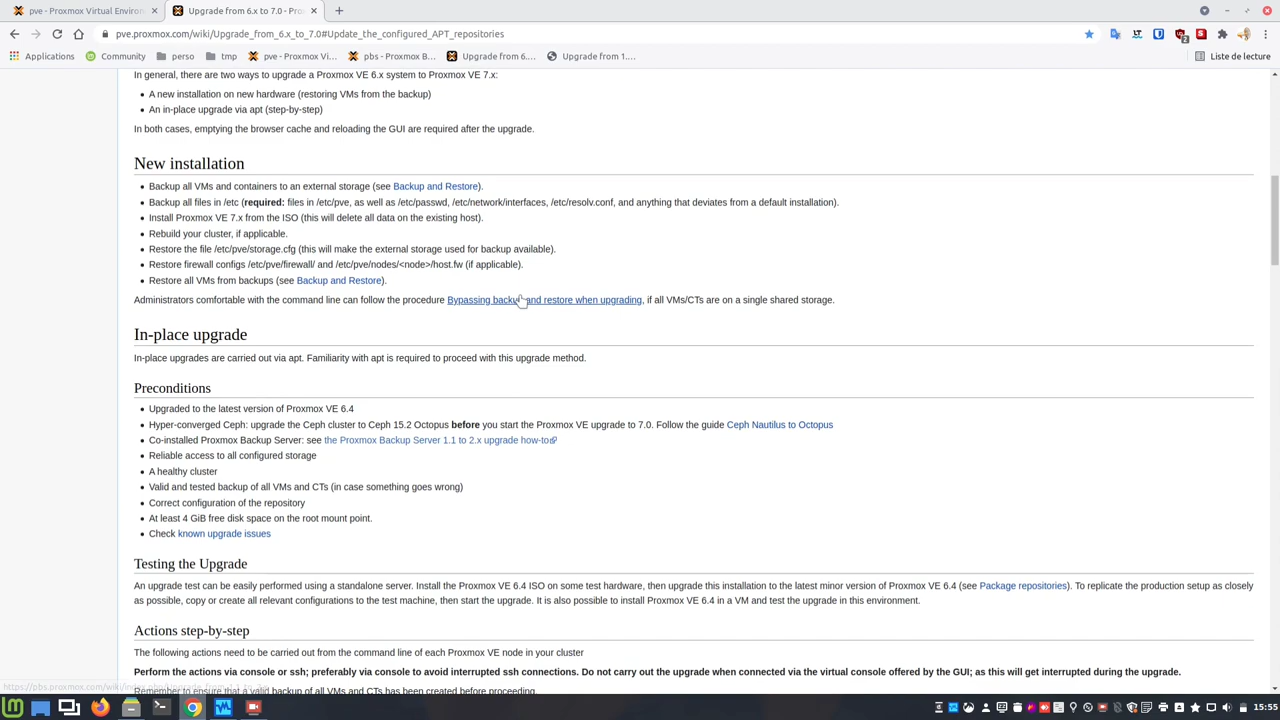 pve - Proxmox Virtual Environ
Upgrade from 6.x to 7.0 - Pro
pve.proxmox.com/wiki/Upgrade_from_6.x_to_7.0#Update_the_configured_APT_repositories
Applications Community perso tmp pve - Proxmox Vi... pbs - Proxmox B... Upgrade from 6.... Upgrade from 1.... Liste de lecture
In general, there are two ways to upgrade a Proxmox VE 6.x system to Proxmox VE 7.x:
A new installation on new hardware (restoring VMs from the backup)
An in-place upgrade via apt (step-by-step)
In both cases, emptying the browser cache and reloading the GUI are required after the upgrade.
New installation
Backup all VMs and containers to an external storage (see Backup and Restore).
Backup all files in /etc (required: files in /etc/pve, as well as /etc/passwd, /etc/network/interfaces, /etc/resolv.conf, and anything that deviates from a default installation).
Install Proxmox VE 7.x from the ISO (this will delete all data on the existing host).
Rebuild your cluster, if applicable.
Restore the file /etc/pve/storage.cfg (this will make the external storage used for backup available).
Restore firewall configs /etc/pve/firewall/ and /etc/pve/nodes/<node>/host.fw (if applicable).
Restore all VMs from backups (see Backup and Restore).
Administrators comfortable with the command line can follow the procedure Bypassing backup and restore when upgrading, if all VMs/CTs are on a single shared storage.
In-place upgrade
In-place upgrades are carried out via apt. Familiarity with apt is required to proceed with this upgrade method.
Preconditions
Upgraded to the latest version of Proxmox VE 6.4
Hyper-converged Ceph: upgrade the Ceph cluster to Ceph 15.2 Octopus before you start the Proxmox VE upgrade to 7.0. Follow the guide Ceph Nautilus to Octopus
Co-installed Proxmox Backup Server: see the Proxmox Backup Server 1.1 to 2.x upgrade how-to
Reliable access to all configured storage
A healthy cluster
Valid and tested backup of all VMs and CTs (in case something goes wrong)
Correct configuration of the repository
At least 4 GiB free disk space on the root mount point.
Check known upgrade issues
Testing the Upgrade
An upgrade test can be easily performed using a standalone server. Install the Proxmox VE 6.4 ISO on some test hardware, then upgrade this installation to the latest minor version of Proxmox VE 6.4 (see Package repositories). To replicate the production setup as closely
as possible, copy or create all relevant configurations to the test machine, then start the upgrade. It is also possible to install Proxmox VE 6.4 in a VM and test the upgrade in this environment.
Actions step-by-step
The following actions need to be carried out from the command line of each Proxmox VE node in your cluster
Perform the actions via console or ssh; preferably via console to avoid interrupted ssh connections. Do not carry out the upgrade when connected via the virtual console offered by the GUI; as this will get interrupted during the upgrade.
Remember to ensure that a valid backup of all VMs and CTs has been created before proceeding.
15:55